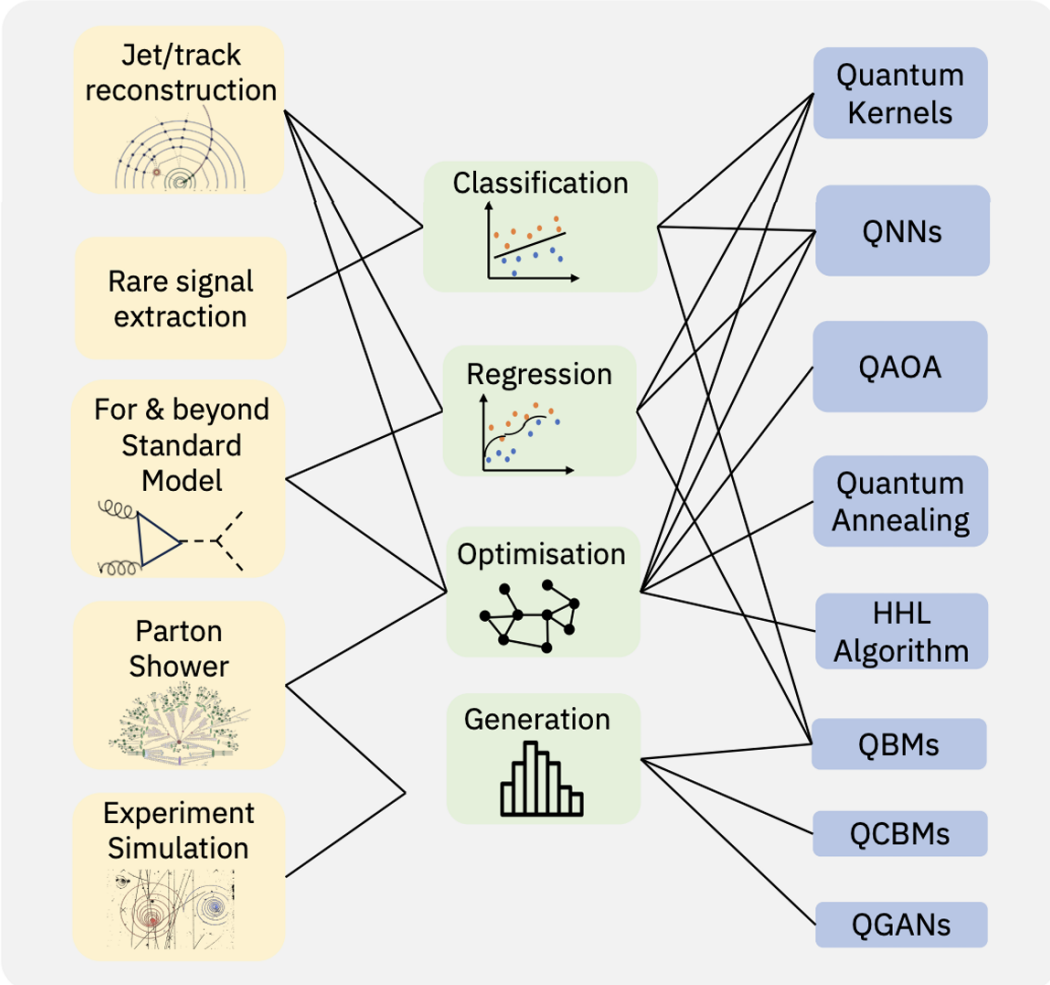 Jet/track
reconstruction
Rare signal
extraction
For & beyond
Standard
Model
Parton
Shower
Experiment
Simulation
Classification
Regression
Optimisation
Generation
Quantum
Kernels
QNNs
QAOA
Quantum
Annealing
HHL
Algorithm
QBMs
QCBMs
QGANs